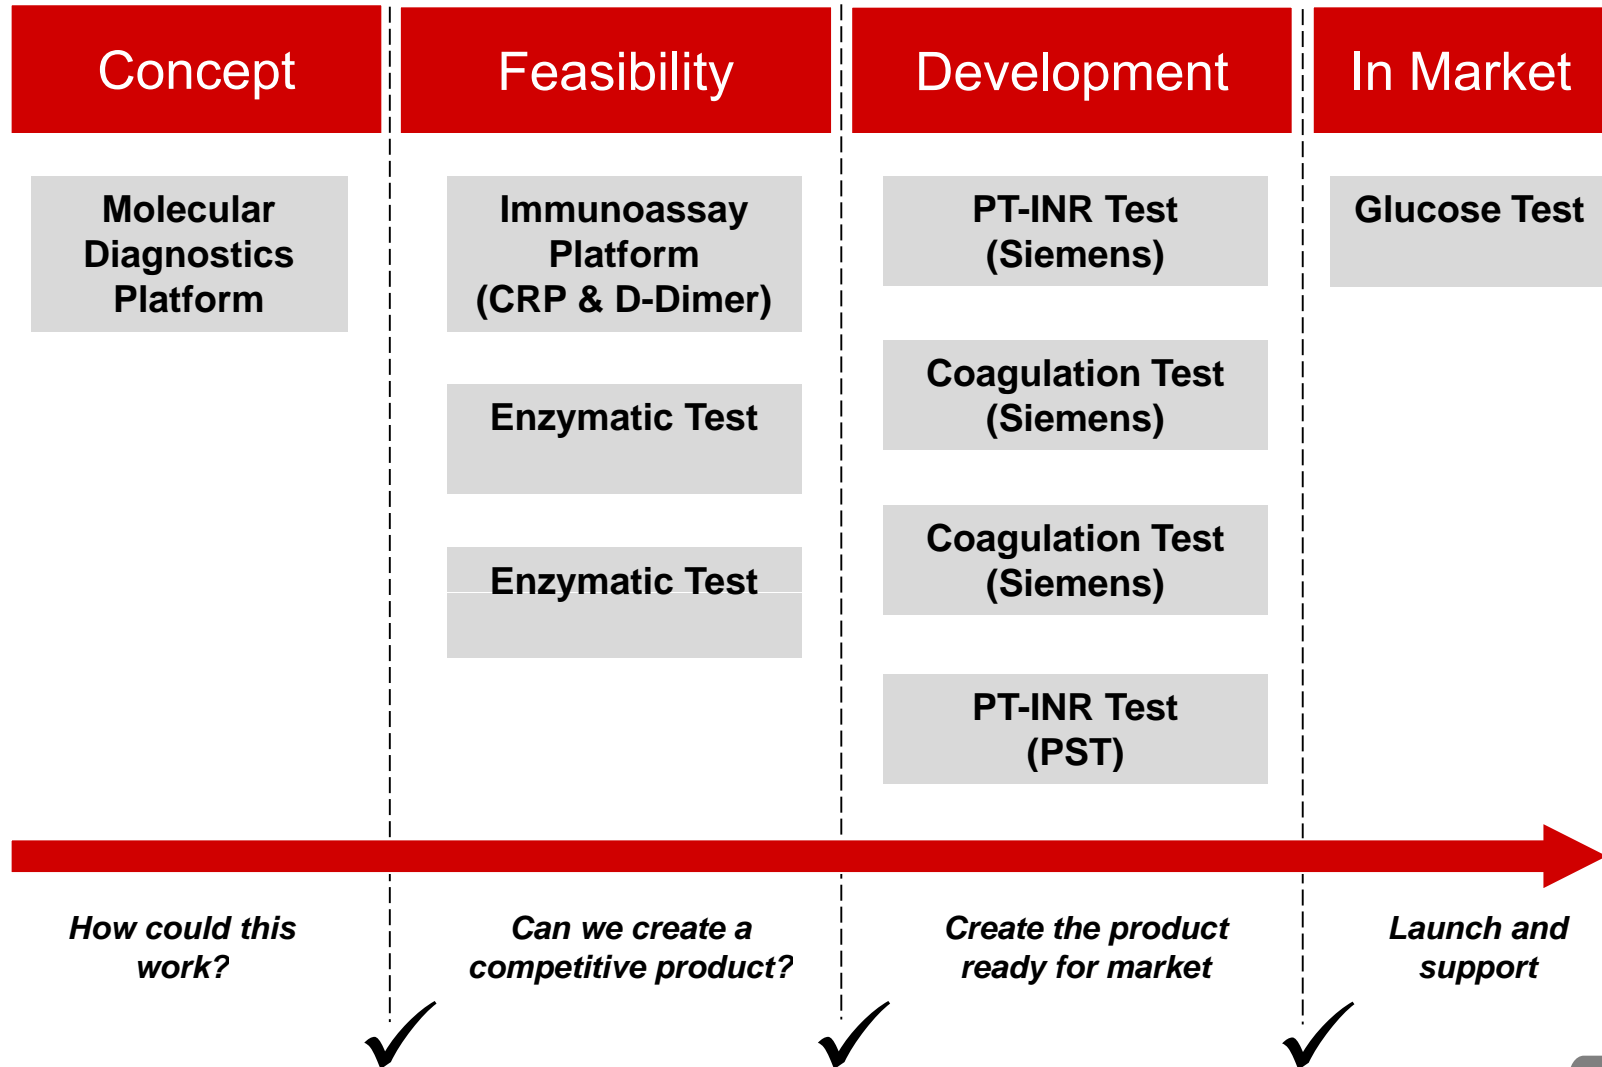 Concept
Feasibility
Development
In Market
Molecular
Diagnostics
Platform
Immunoassay
Platform
(CRP & D-Dimer)
Enzymatic Test
Enzymatic Test
PT-INR Test
(Siemens)
Coagulation Test
(Siemens)
Coagulation Test
(Siemens)
PT-INR Test
(PST)
Glucose Test
How could this
work?
Can we create a
competitive product?
Create the product
ready for market
Launch and
support